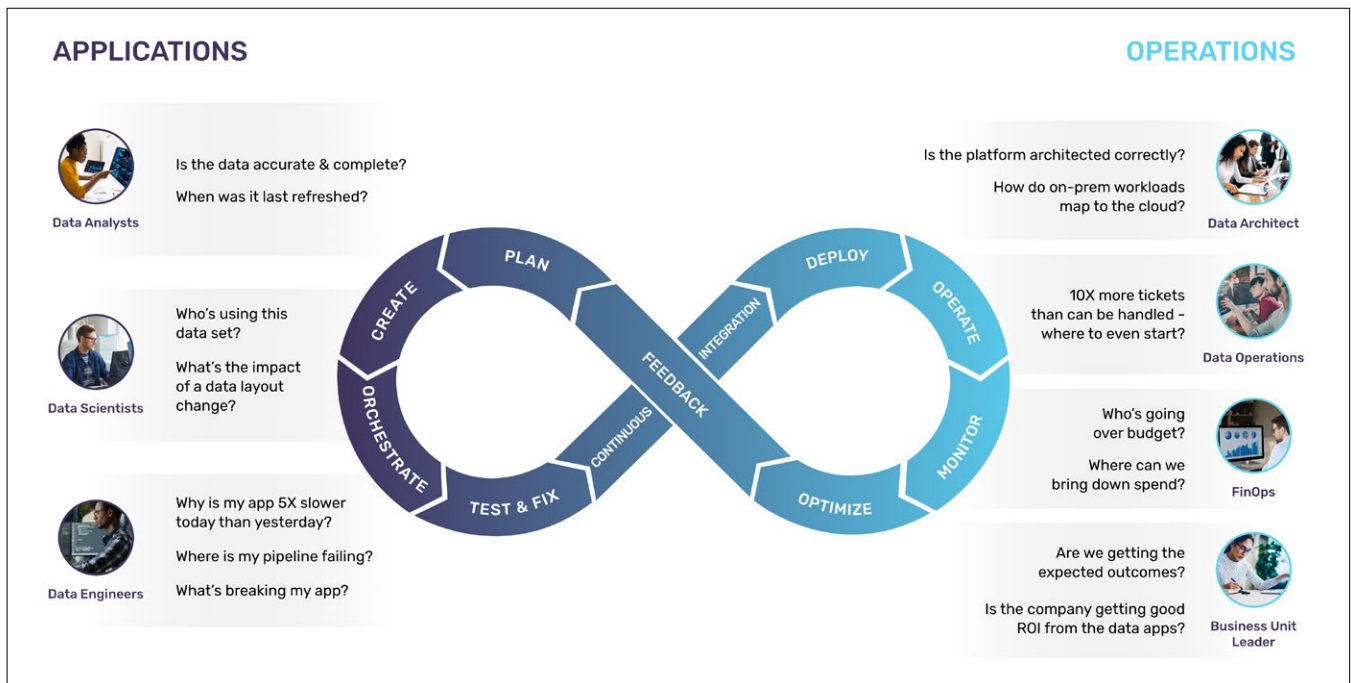 APPLICATIONS
OPERATIONS
Is the data accurate & complete?
When was it last refreshed?
Data Analysts
Who's using this
data set?
What's the impact
of a data layout
change?
Data Scientists
Why is my app 5X slower
today than yesterday?
Where is my pipeline failing?
What's breaking my app?
Data Engineers
PLAN
CREATE
ORCHESTRATE
TEST & FIX
CONTINUOUS
INTEGRATION
FEEDBACK
DEPLOY
OPERATE
MONITOR
OPTIMIZE
Is the platform architected correctly?
How do on-prem workloads
map to the cloud?
Data Architect
10X more tickets
than can be handled -
where to even start?
Data Operations
Who's going
over budget?
Where can we
bring down spend?
FinOps
Are we getting the
expected outcomes?
Is the company getting good
ROI from the data apps?
Business Unit
Leader